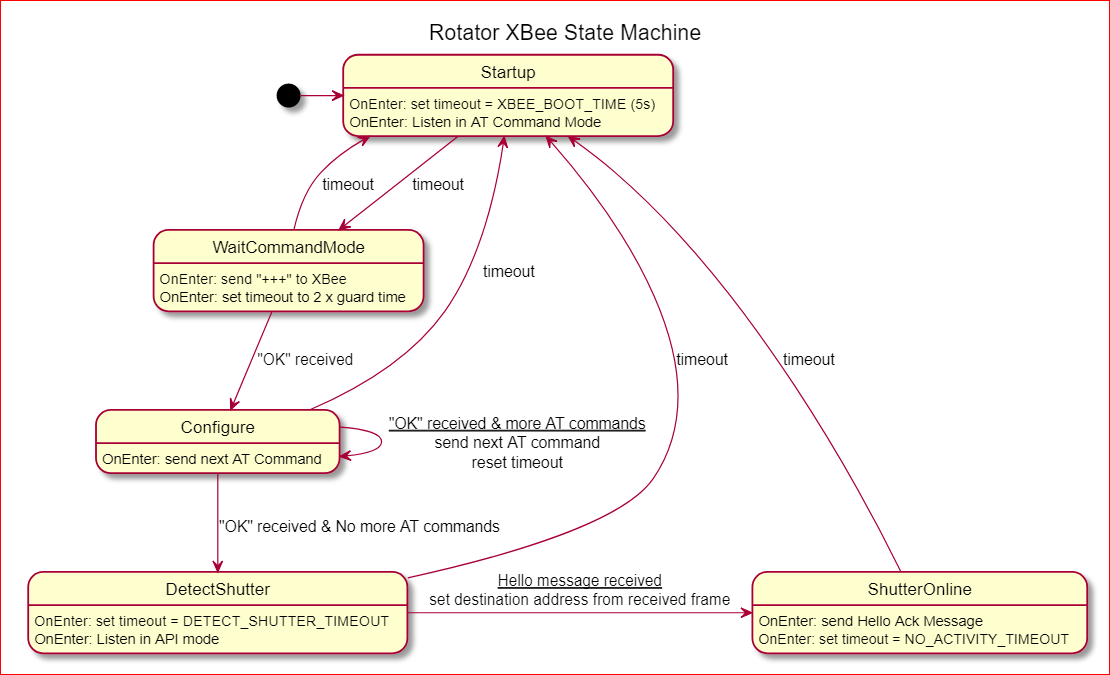 Rotator XBee State Machine
Startup
OnEnter: set timeout = XBEE_BOOT_TIME (5s)
OnEnter: Listen in AT Command Mode
timeout
timeout
WaitCommandMode
OnEnter: send "+++" to XBee
OnEnter: set timeout to 2 x guard time
timeout
"OK" received
timeout
timeout
Configure
OnEnter: send next AT Command
"OK" received & more AT commands
send next AT command
reset timeout
"OK" received & No more AT commands
DetectShutter
OnEnter: set timeout = DETECT_SHUTTER_TIMEOUT
OnEnter: Listen in API mode
Hello message received
set destination address from received frame
ShutterOnline
OnEnter: send Hello Ack Message
OnEnter: set timeout = NO_ACTIVITY_TIMEOUT